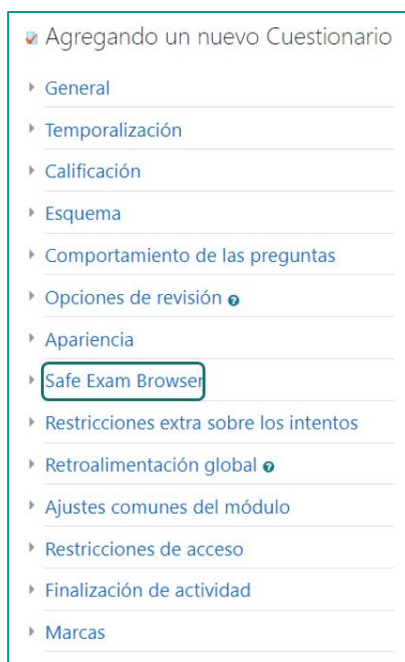 Agregando un nuevo Cuestionario
General
Temporalización
Calificación
Esquema
Comportamiento de las preguntas
Opciones de revisión
Apariencia
Safe Exam Browser
Restricciones extra sobre los intentos
Retroalimentación global
Ajustes comunes del módulo
Restricciones de acceso
Finalización de actividad
Marcas